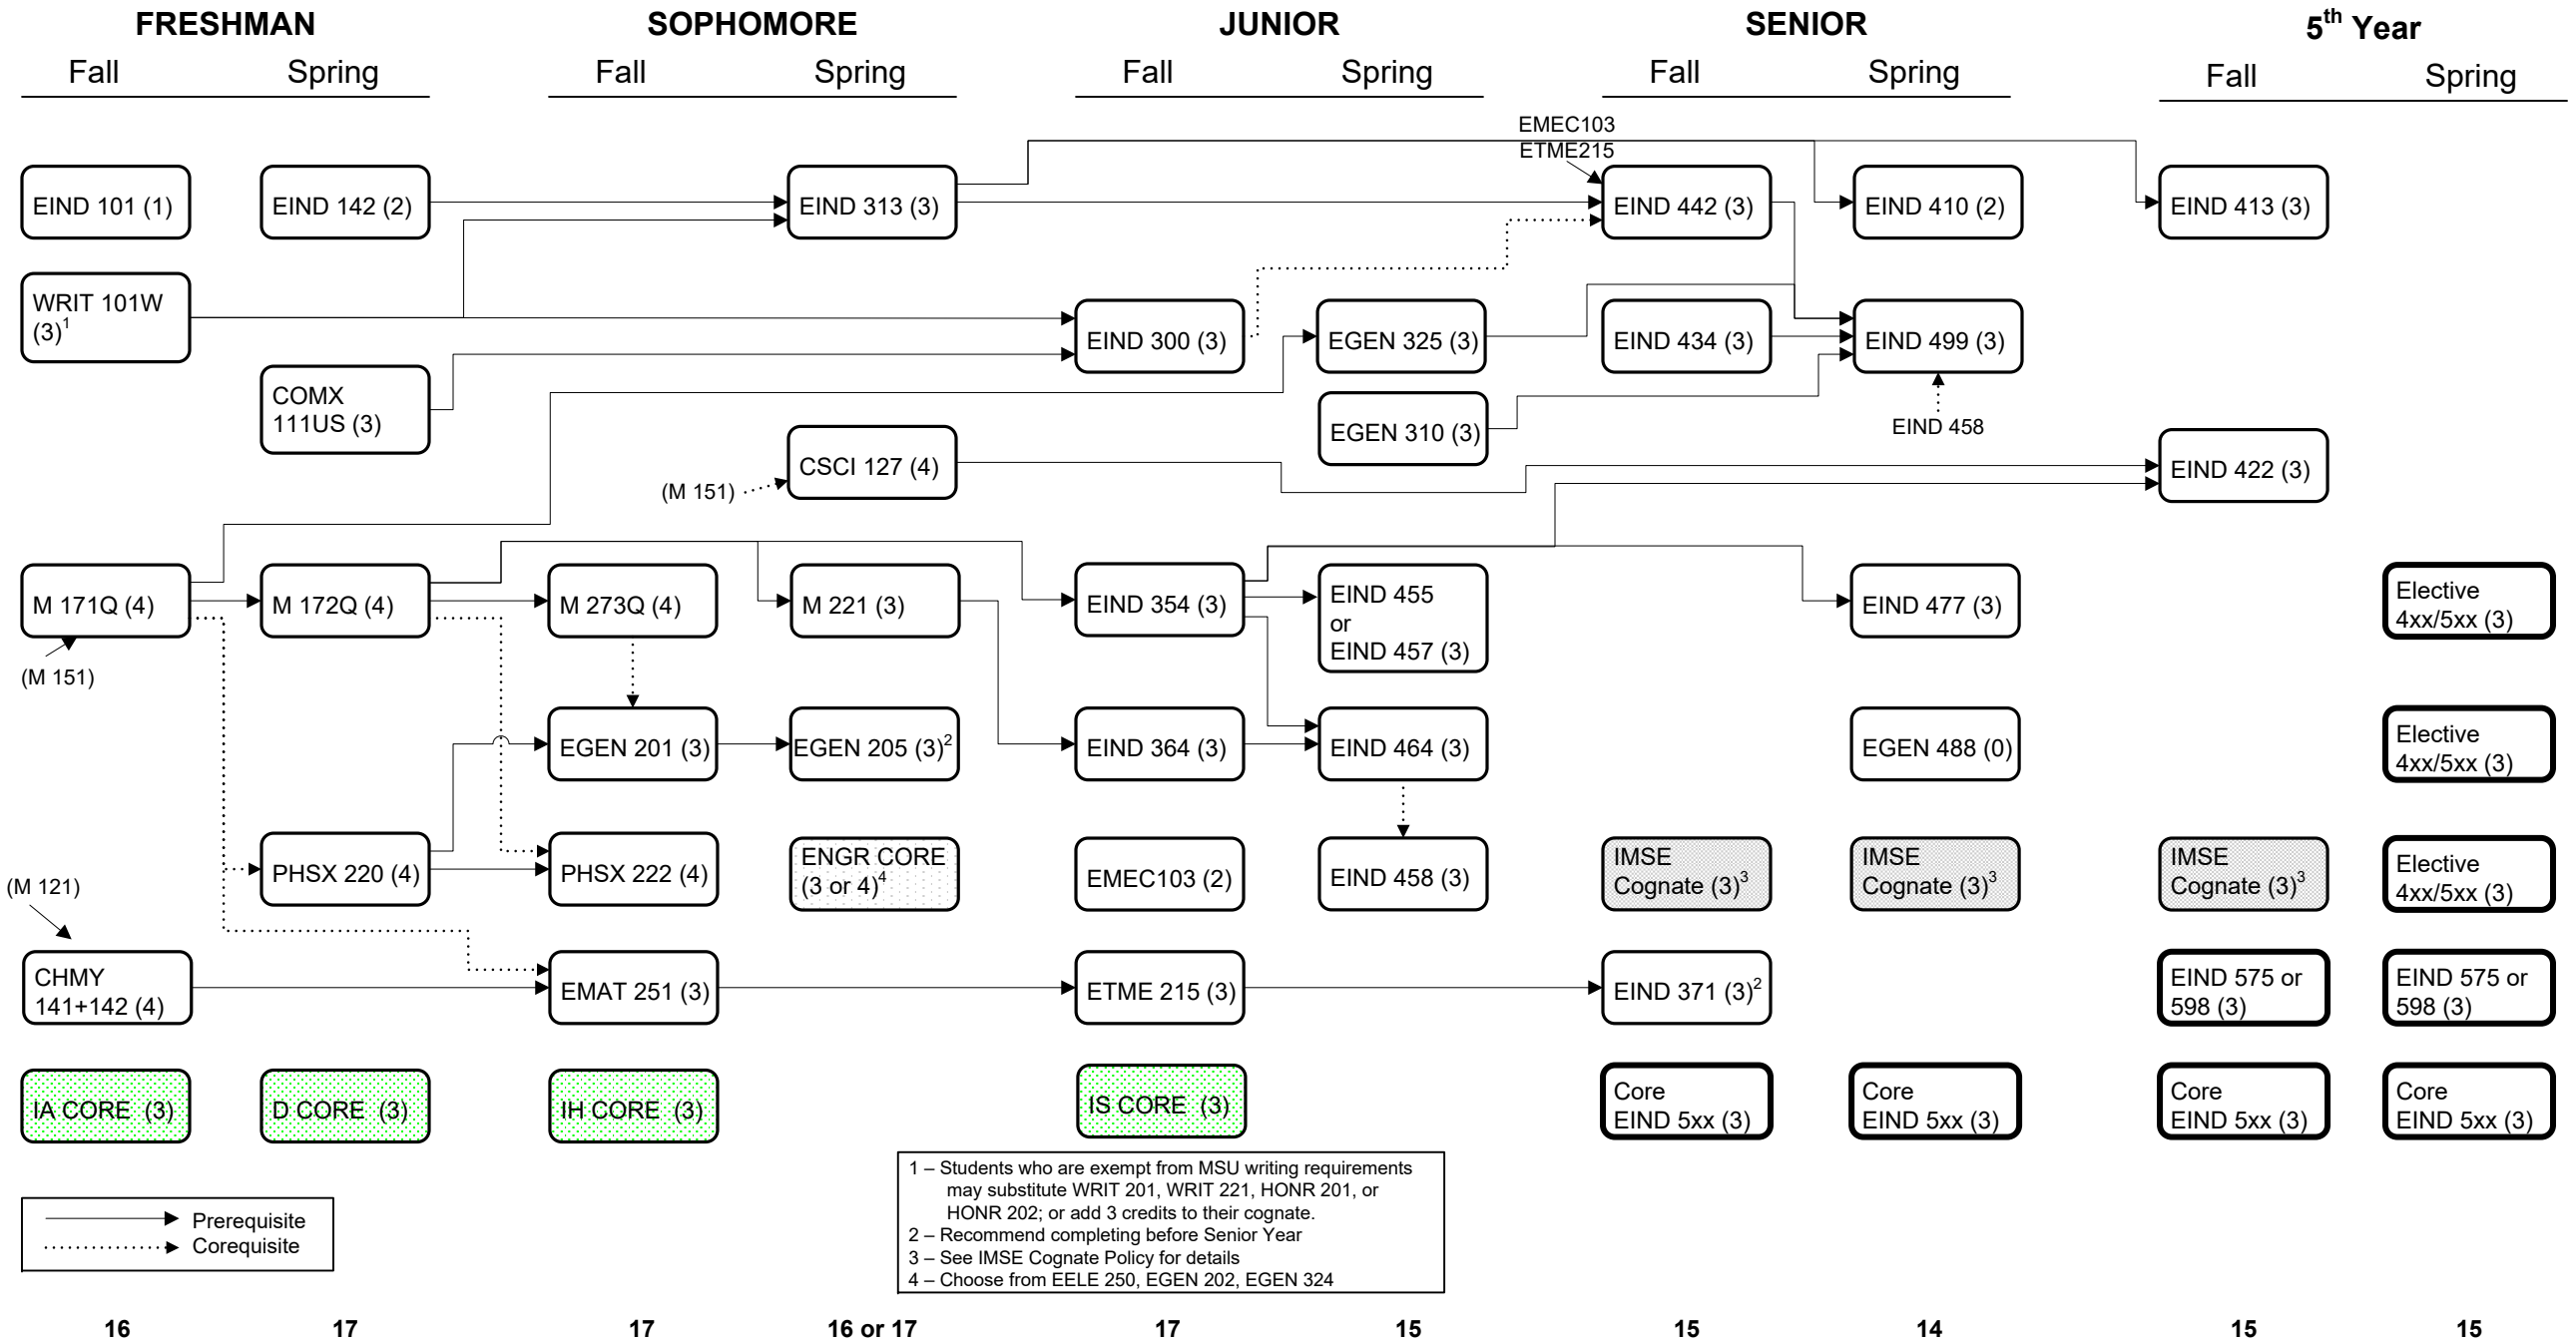 FRESHMAN
SOPHOMORE
JUNIOR
SENIOR
5th Year
Fall
Spring
Fall
Spring
Fall
Spring
Fall
Spring
Fall
Spring
EMEC103
ETME215
EIND 101 (1)
EIND 142 (2)
EIND 313 (3)
EIND 442 (3)
EIND 410 (2)
EIND 413 (3)
WRIT 101W
(3)1
EIND 300 (3)
EGEN 325 (3)
EIND 434 (3)
EIND 499 (3)
COMX
111US (3)
EGEN 310 (3)
EIND 458
CSCI 127 (4)
(M 151)
EIND 422 (3)
M 171Q (4)
M 172Q (4)
M 273Q (4)
M 221 (3)
EIND 354 (3)
EIND 455
or
EIND 457 (3)
EIND 477 (3)
Elective
4xx/5xx (3)
(M 151)
EGEN 201 (3)
EGEN 205 (3)2
EIND 364 (3)
EIND 464 (3)
EGEN 488 (0)
Elective
4xx/5xx (3)
(M 121)
PHSX 220 (4)
PHSX 222 (4)
ENGR CORE
(3 or 4)4
EMEC103 (2)
EIND 458 (3)
IMSE
Cognate (3)3
IMSE
Cognate (3)3
IMSE
Cognate (3)3
Elective
4xx/5xx (3)
CHMY
141+142 (4)
EMAT 251 (3)
ETME 215 (3)
EIND 371 (3)2
EIND 575 or
598 (3)
EIND 575 or
598 (3)
IA CORE (3)
D CORE (3)
IH CORE (3)
IS CORE (3)
Core
EIND 5xx (3)
Core
EIND 5xx (3)
Core
EIND 5xx (3)
Core
EIND 5xx (3)
Prerequisite
Corequisite
1 – Students who are exempt from MSU writing requirements
may substitute WRIT 201, WRIT 221, HONR 201, or
HONR 202; or add 3 credits to their cognate.
2 – Recommend completing before Senior Year
3 – See IMSE Cognate Policy for details
4 – Choose from EELE 250, EGEN 202, EGEN 324
16
17
17
16 or 17
17
15
15
14
15
15